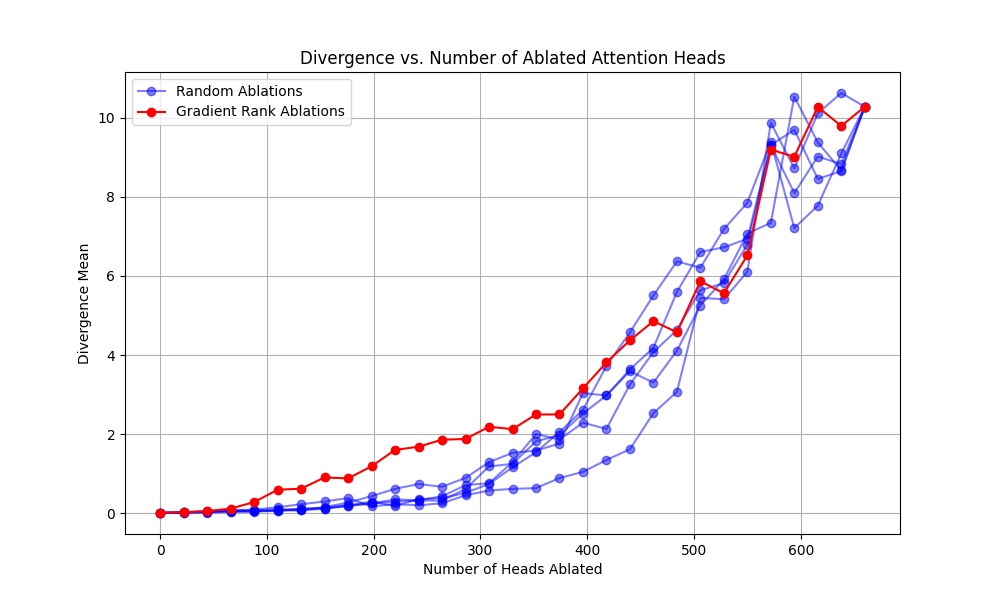 Divergence vs. Number of Ablated Attention Heads
Random Ablations
Gradient Rank Ablations
Divergence Mean
10
8
6
4
2
0
0 100 200 300 400 500 600
Number of Heads Ablated